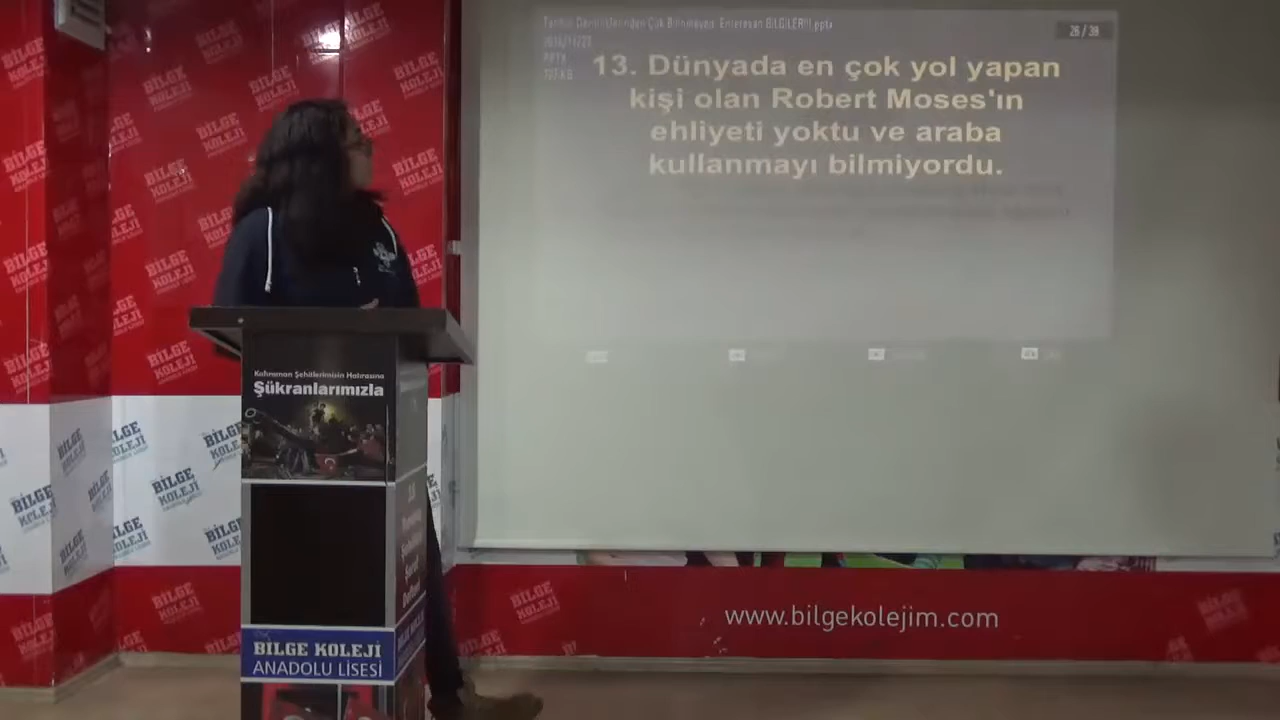 Tarihin Derinliklerinden Çok Bilinmeyen Enteresan BİLGİLER!!!.pptx
26 / 39
PPTX
13. Dünyada en çok yol yapan
kişi olan Robert Moses'ın
ehliyeti yoktu ve araba
kullanmayı bilmiyordu.
Kahraman Şehitlerimizin Hatırasına
Şükranlarımızla
BİLGE KOLEJİ
ANADOLU LİSESİ
www.bilgekolejim.com
BİLGE
KOLEJİ